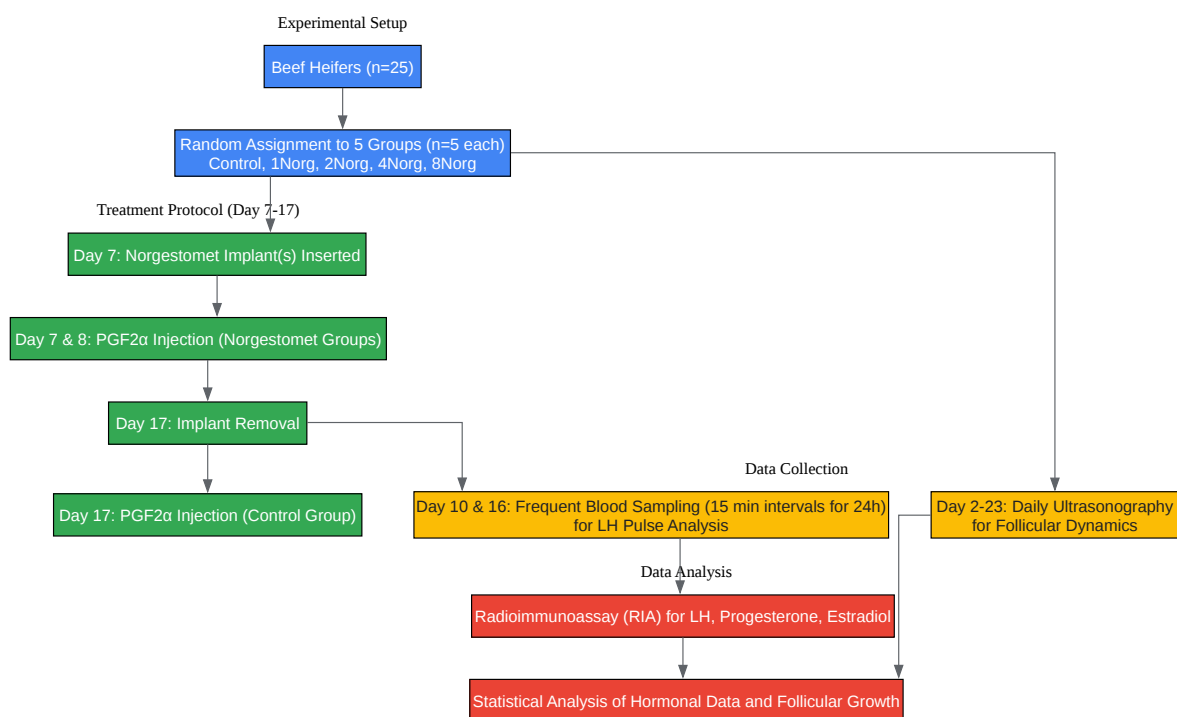 Experimental Setup
Beef Heifers (n=25)
Random Assignment to 5 Groups (n=5 each)
Control, 1Norg, 2Norg, 4Norg, 8Norg
Treatment Protocol (Day 7-17)
Day 7: Norgestomet Implant(s) Inserted
Day 7 & 8: PGF2α Injection (Norgestomet Groups)
Day 17: Implant Removal
Day 17: PGF2α Injection (Control Group)
Data Collection
Day 10 & 16: Frequent Blood Sampling (15 min intervals for 24h)
for LH Pulse Analysis
Day 2-23: Daily Ultrasonography
for Follicular Dynamics
Data Analysis
Radioimmunoassay (RIA) for LH, Progesterone, Estradiol
Statistical Analysis of Hormonal Data and Follicular Growth